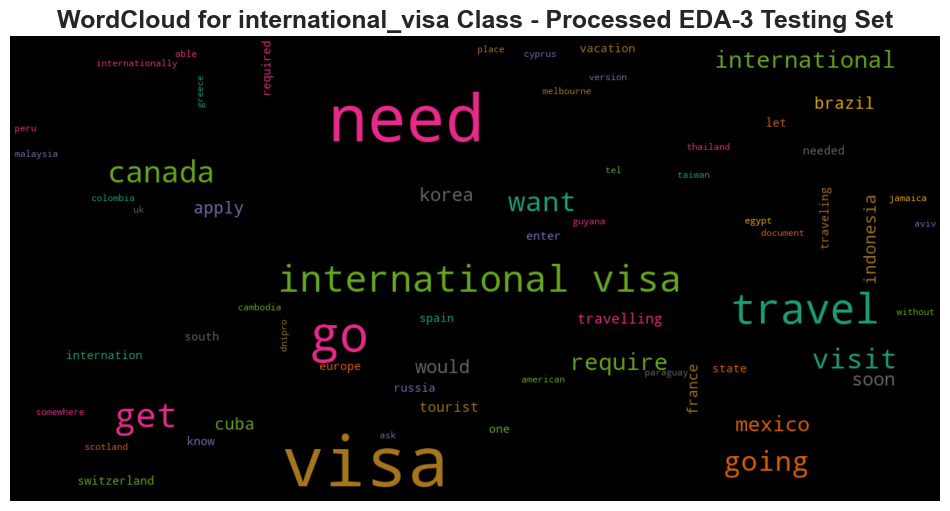 WordCloud for international_visa Class - Processed EDA-3 Testing Set
able
place
cyprus
vacation
internationally
required
international
version
greece
melbourne
brazil
need
let
peru
thailand
needed
malaysia
canada
tel
taiwan
colombia
korea
want
jamaica
uk
apply
guyana
egypt
aviv
enter
document
traveling
indonesia
international visa
cambodia
travel
without
spain
travelling
south
dnipro
go
internation
europe
would
require
visit
paraguay
state
soon
american
russia
france
somewhere
get
tourist
cuba
one
mexico
ask
know
scotland
visa
going
switzerland